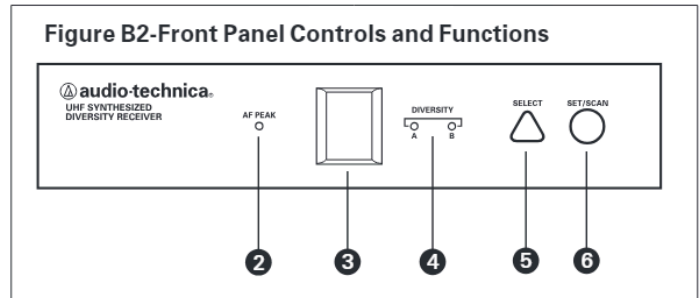 Figure B2-Front Panel Controls and Functions
audio-technica®
UHF SYNTHESIZED
DIVERSITY RECEIVER
AF PEAK
DIVERSITY
A B
SELECT
SET/SCAN
2 3 4 5 6